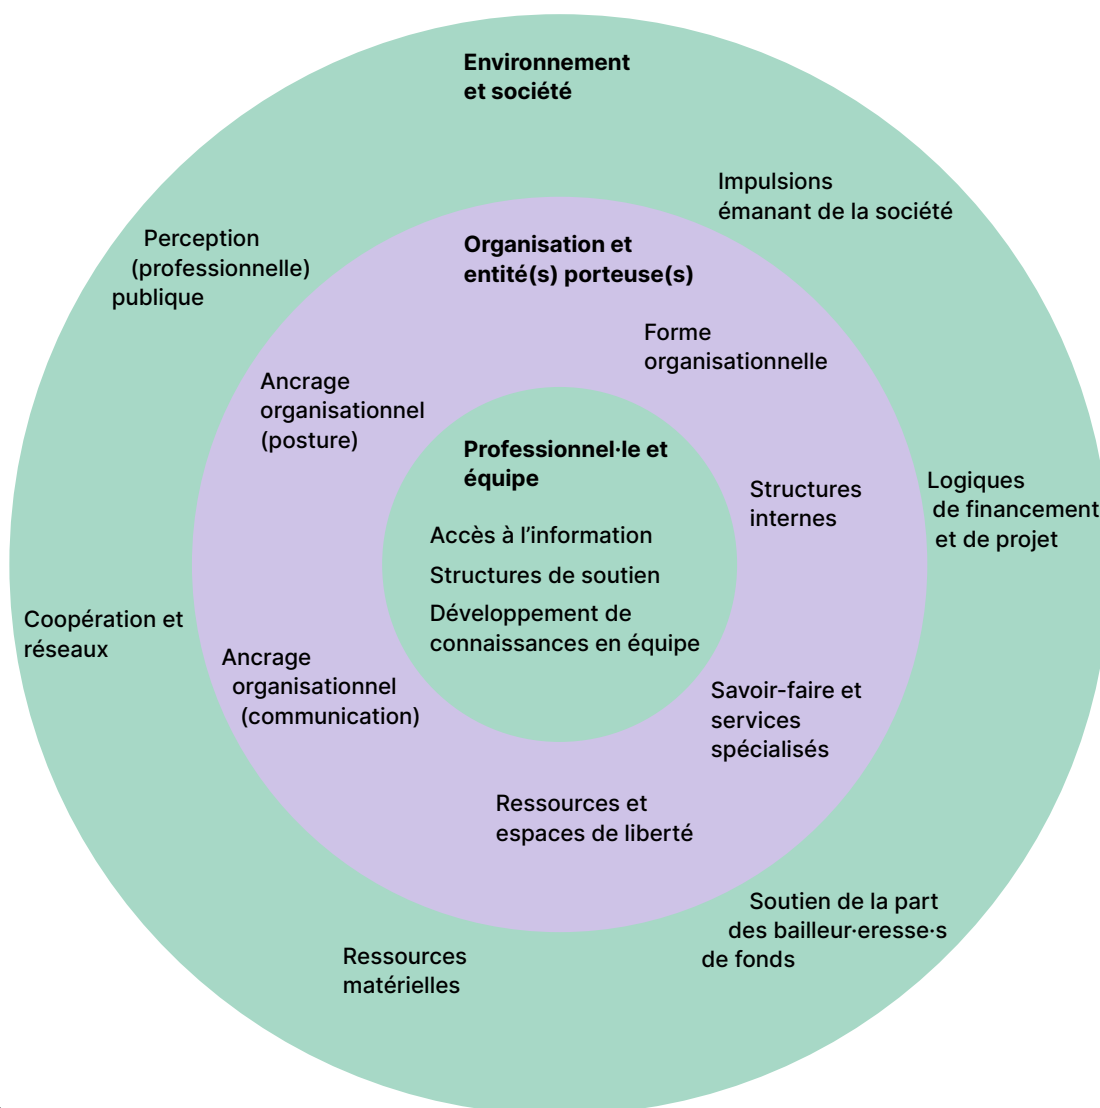 Environnement
et société
Impulsions
émanant de la société
Perception
(professionnelle)
publique
Organisation et
entité(s) porteuse(s)
Forme
organisationnelle
Ancrage
organisationnel
(posture)
Professionnel·le et
équipe
Structures
internes
Logiques
de financement
et de projet
Accès à l’information
Structures de soutien
Développement de
connaissances en équipe
Coopération et
réseaux
Ancrage
organisationnel
(communication)
Savoir-faire et
services
spécialisés
Ressources et
espaces de liberté
Soutien de la part
des bailleur·eresse·s
de fonds
Ressources
matérielles